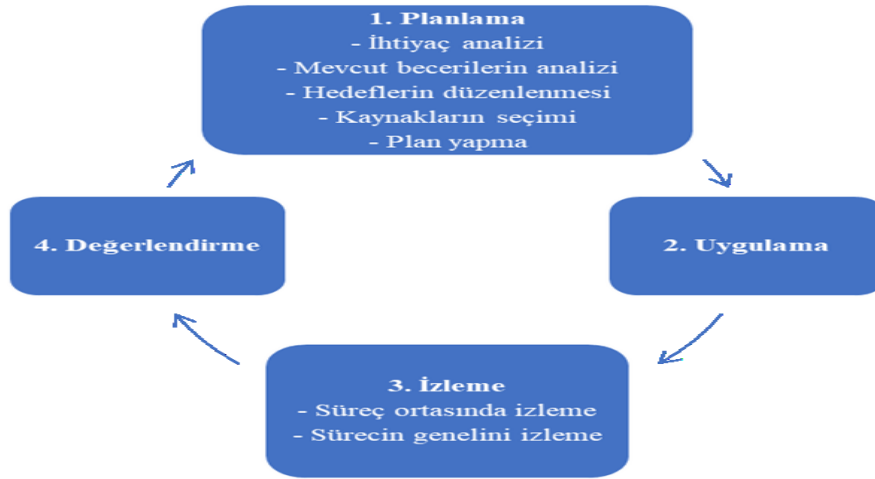 1. Planlama
- İhtiyaç analizi
- Mevcut becerilerin analizi
- Hedeflerin düzenlenmesi
- Kaynakların seçimi
- Plan yapma
2. Uygulama
3. İzleme
- Süreç ortasında izleme
- Sürecin genelini izleme
4. Değerlendirme